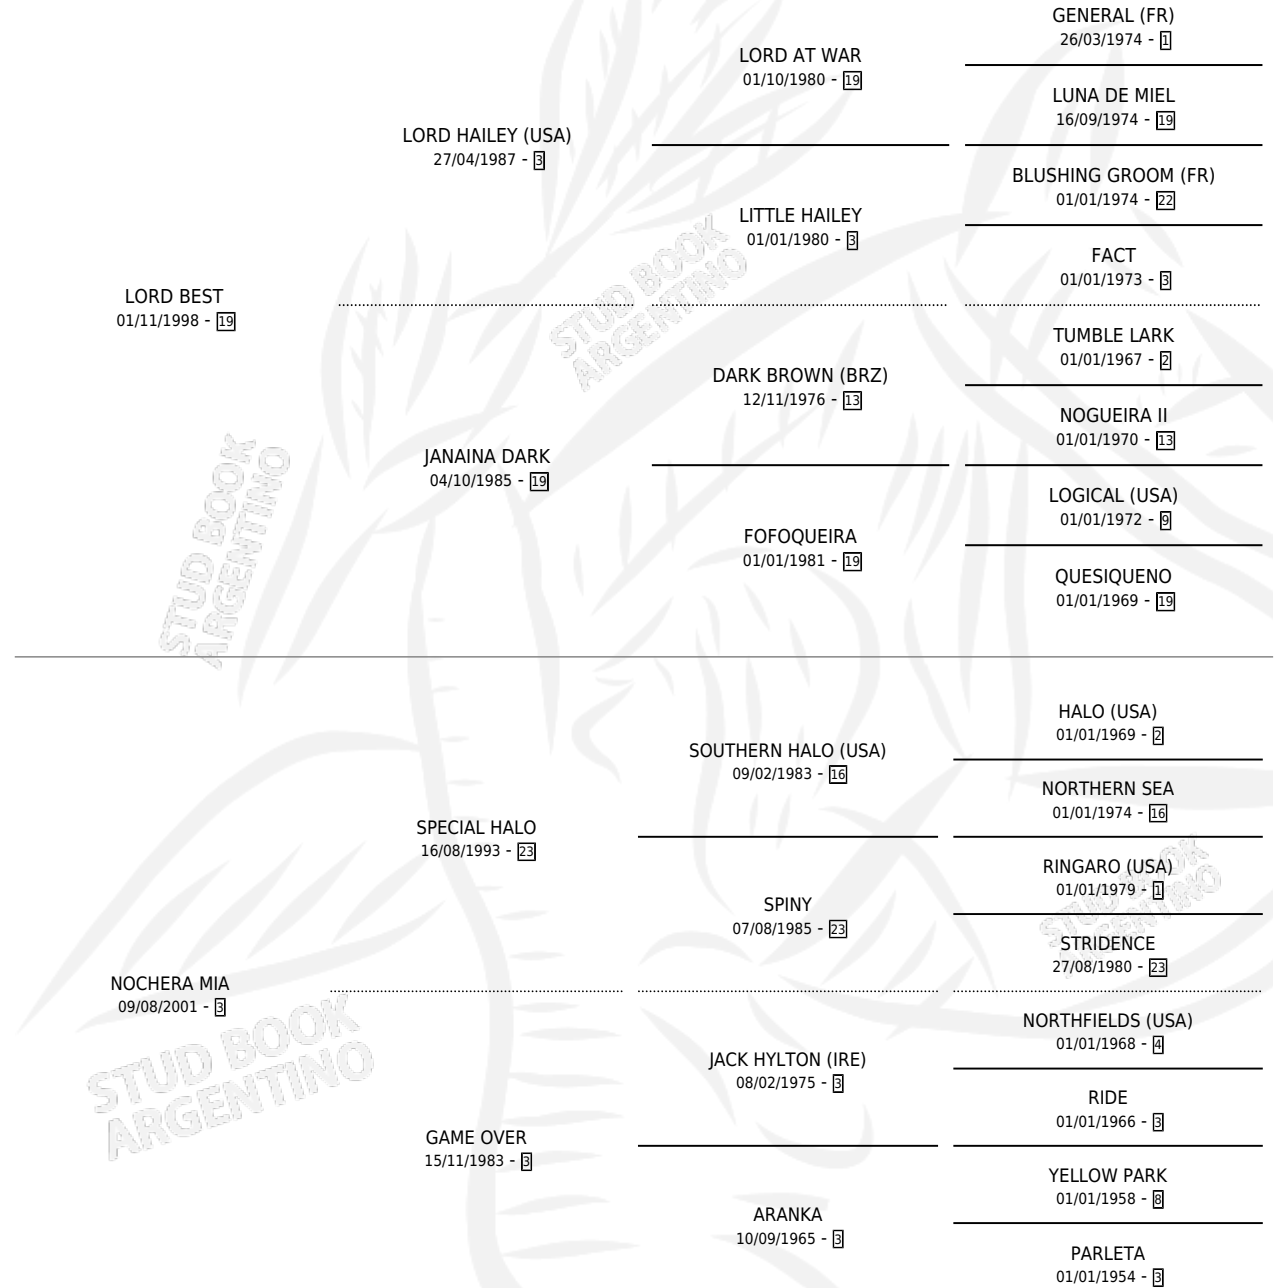 GENERAL (FR)
26/03/1974 - 1
LORD AT WAR
01/10/1980 - 19
LUNA DE MIEL
16/09/1974 - 19
LORD HAILEY (USA)
27/04/1987 - 3
BLUSHING GROOM (FR)
01/01/1974 - 22
LITTLE HAILEY
01/01/1980 - 3
FACT
01/01/1973 - 3
LORD BEST
01/11/1998 - 19
STUD BOOK
ARGENTINO
TUMBLE LARK
01/01/1967 - 2
DARK BROWN (BRZ)
12/11/1976 - 13
NOGUEIRA II
01/01/1970 - 13
JANAINA DARK
04/10/1985 - 19
LOGICAL (USA)
01/01/1972 - 9
FOFOQUEIRA
01/01/1981 - 19
QUESIQUENO
01/01/1969 - 19
STUD BOOK
ARGENTINO
HALO (USA)
01/01/1969 - 2
SOUTHERN HALO (USA)
09/02/1983 - 16
NORTHERN SEA
01/01/1974 - 16
SPECIAL HALO
16/08/1993 - 23
RINGARO (USA)
01/01/1979 - 1
SPINY
07/08/1985 - 23
STRIDENCE
27/08/1980 - 23
STUD BOOK
ARGENTINO
NOCHERA MIA
09/08/2001 - 3
NORTHFIELDS (USA)
01/01/1968 - 4
JACK HYLTON (IRE)
08/02/1975 - 3
RIDE
01/01/1966 - 3
STUD BOOK
ARGENTINO
GAME OVER
15/11/1983 - 3
YELLOW PARK
01/01/1958 - 8
ARANKA
10/09/1965 - 3
PARLETA
01/01/1954 - 3